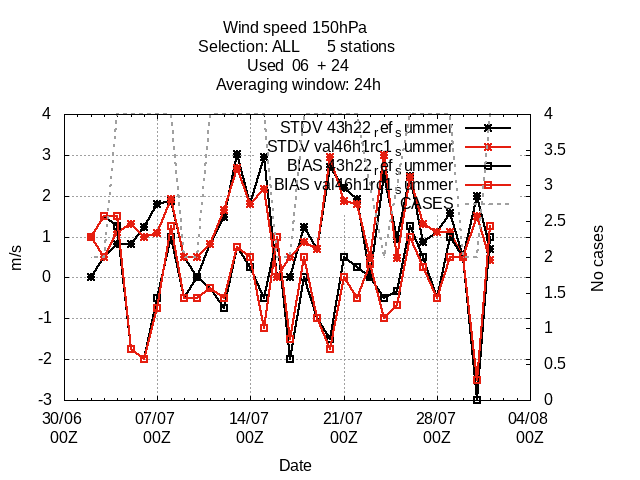 Wind speed 150hPa
Selection: ALL 5 stations
Used 06 + 24
Averaging window: 24h
STDV 43h22_ref_summer
STDV val46h1rc1_summer
BIAS 43h22_ref_summer
BIAS val46h1rc1_summer
CASES
4
3
2
1
0
-1
-2
-3
m/s
4
3.5
3
2.5
2
1.5
1
0.5
0
No cases
30/06 07/07 14/07 21/07 28/07 04/08
00Z 00Z 00Z 00Z 00Z 00Z
Date